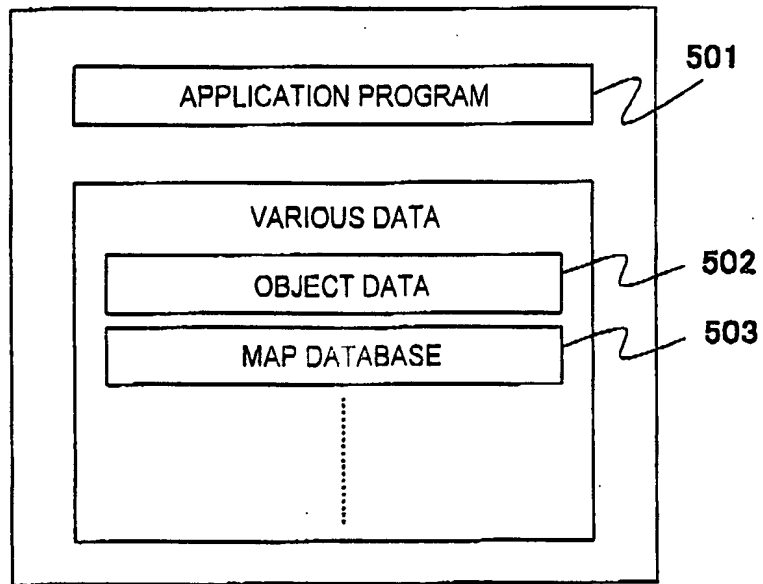 501
APPLICATION PROGRAM
VARIOUS DATA
502
OBJECT DATA
503
MAP DATABASE